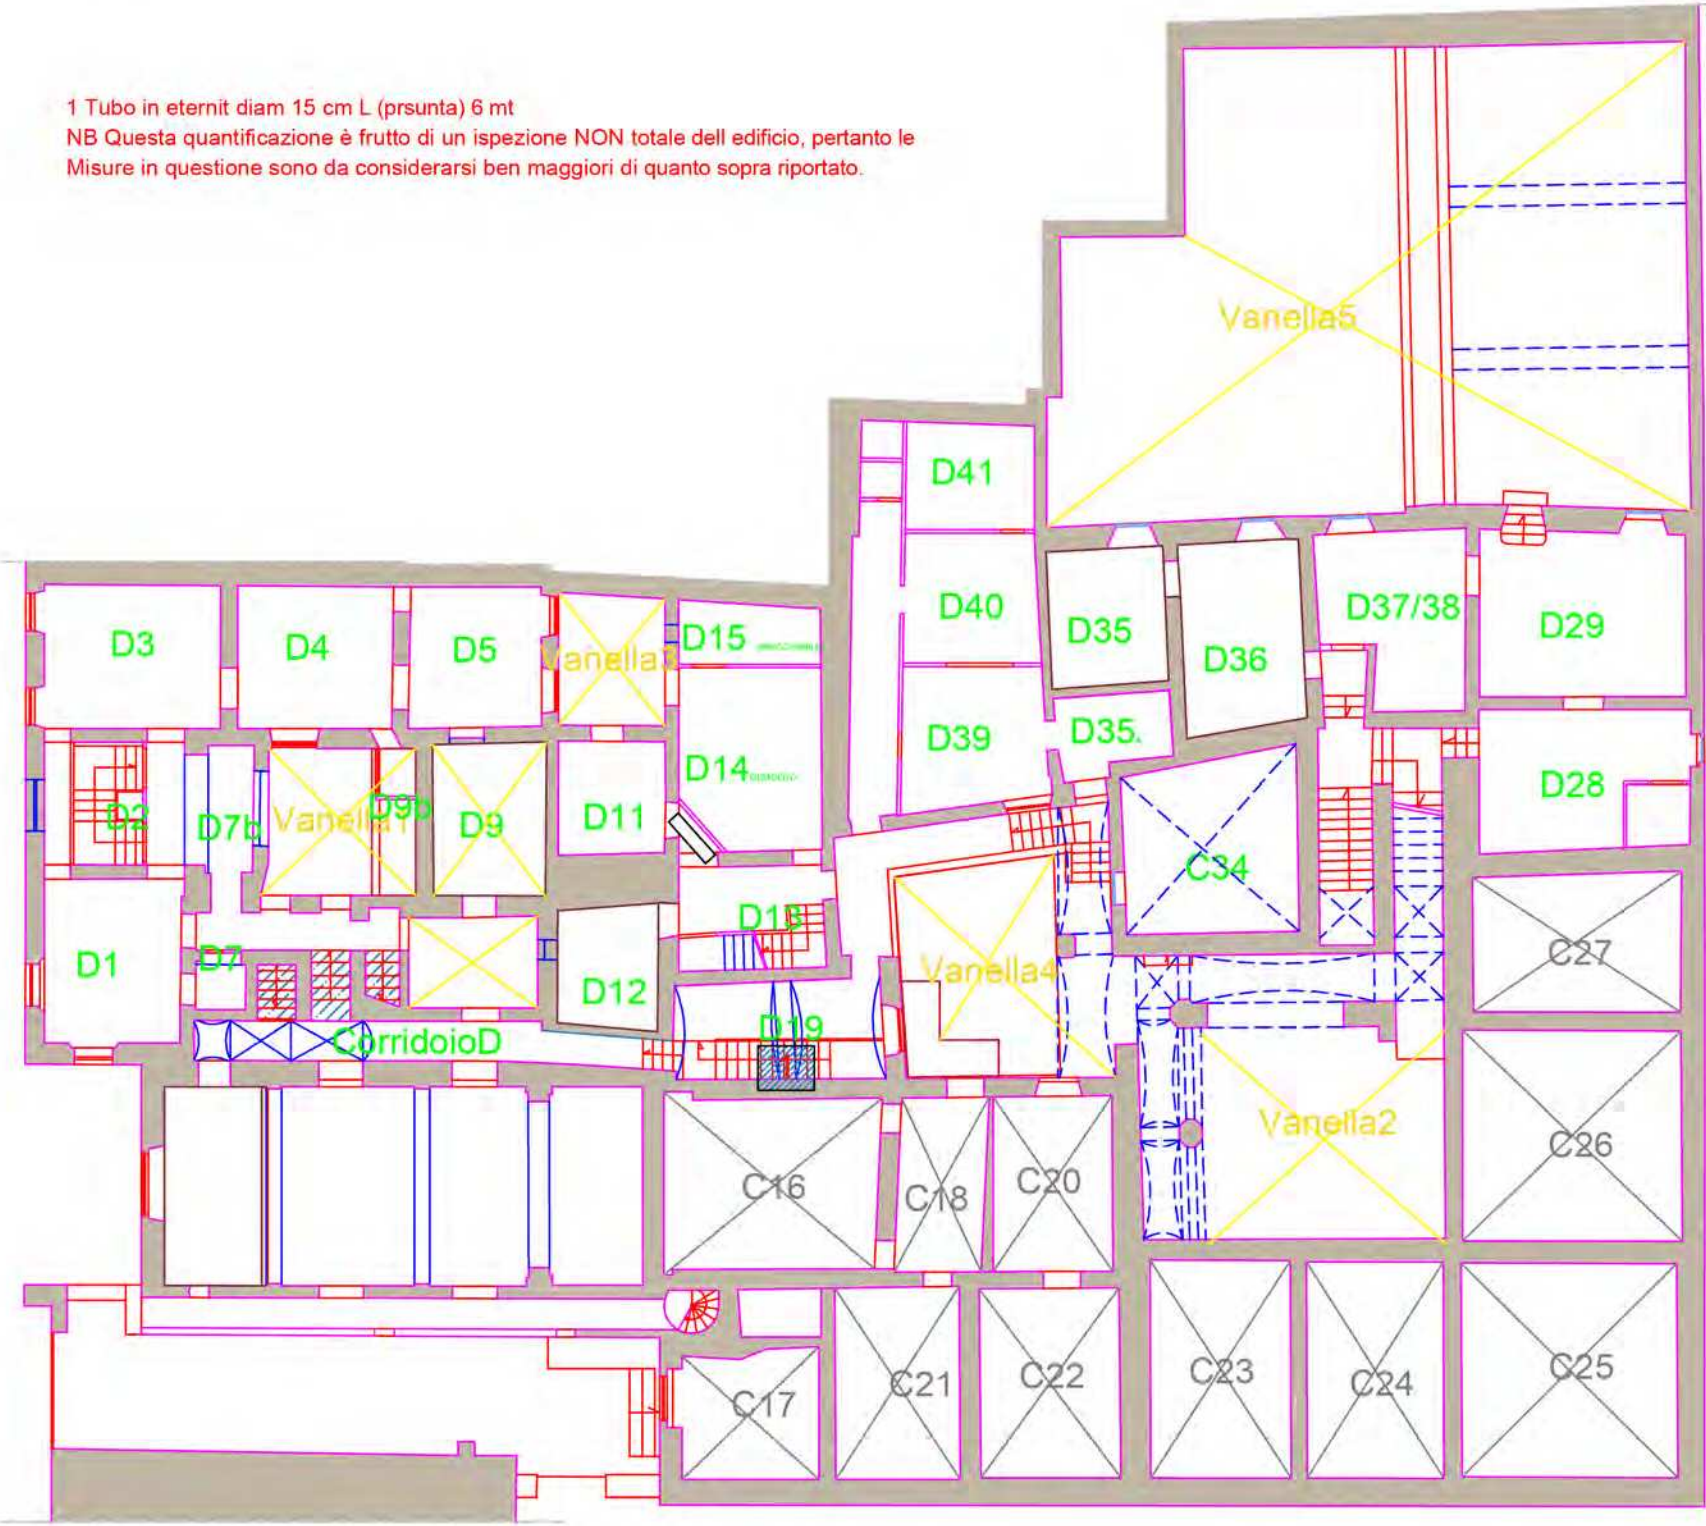 1 Tubo in eternit diam 15 cm L (prsunta) 6 mt
NB Questa quantificazione è frutto di un ispezione NON totale dell edificio, pertanto le
Misure in questione sono da considerarsi ben maggiori di quanto sopra riportato.
Vanella5
D41
D40
D39
D35
D36
D37/38
D29
D3
D4
D5
Vanella3
D15
D14
D35
D28
D2
D7b
Vanella1
D9b
D9
D11
C34
D13
D1
D7
D12
Vanella4
C27
CorridoioD
D19
Vanella2
C26
C16
C18
C20
C17
C21
C22
C23
C24
C25